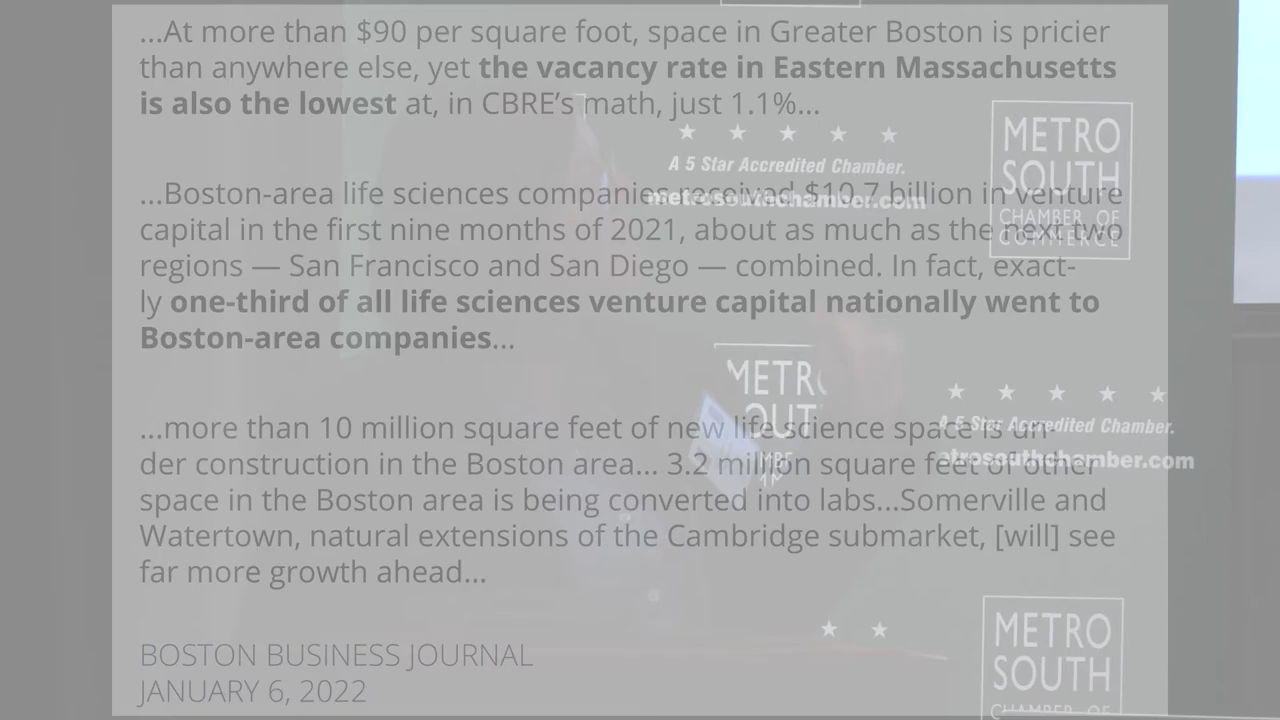 ...At more than $90 per square foot, space in Greater Boston is pricier
than anywhere else, yet the vacancy rate in Eastern Massachusetts
is also the lowest at, in CBRE’s math, just 1.1%...
...Boston-area life sciences companies received $10.7 billion in venture
capital in the first nine months of 2021, about as much as the next two
regions — San Francisco and San Diego — combined. In fact, exact-
ly one-third of all life sciences venture capital nationally went to
Boston-area companies...
...more than 10 million square feet of new life science space is un-
der construction in the Boston area... 3.2 million square feet of other
space in the Boston area is being converted into labs...Somerville and
Watertown, natural extensions of the Cambridge submarket, [will] see
far more growth ahead...
BOSTON BUSINESS JOURNAL
JANUARY 6, 2022
A 5 Star Accredited Chamber.
metrosouthchamber.com
METRO
SOUTH
CHAMBER OF
COMMERCE
METR
OUT
A 5 Star Accredited Chamber.
etrosouthchamber.com
METRO
SOUTH
CHAMBER OF